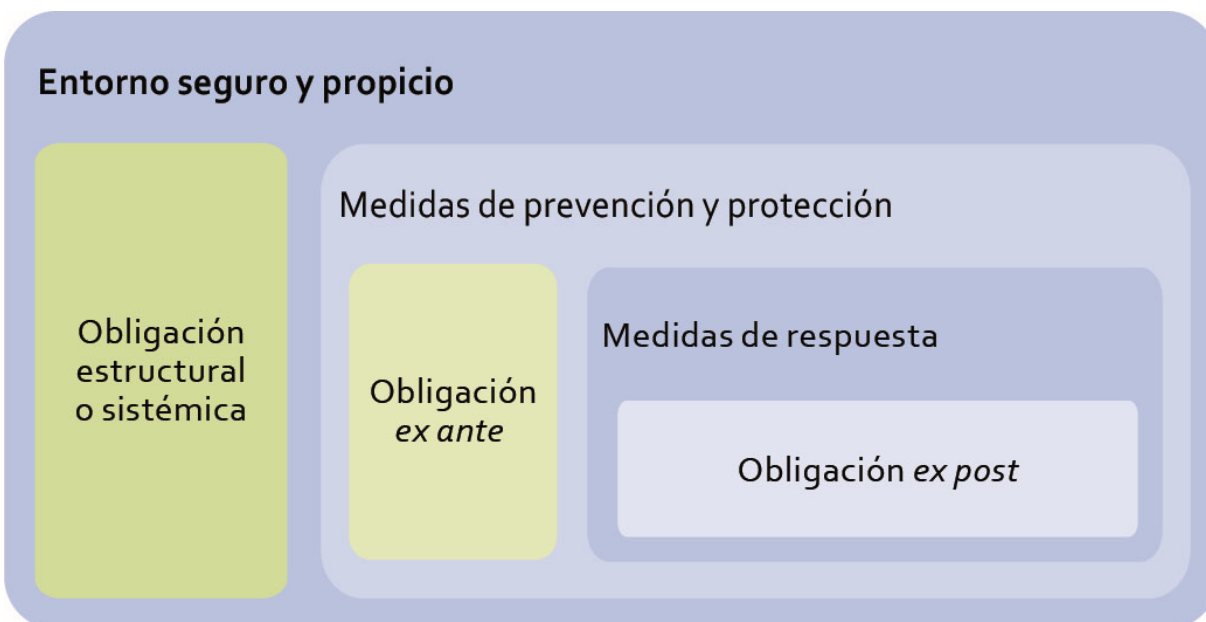 Entorno seguro y propicio
Medidas de prevención y protección
Obligación
estructural
o sistémica
Obligación
ex ante
Medidas de respuesta
Obligación ex post